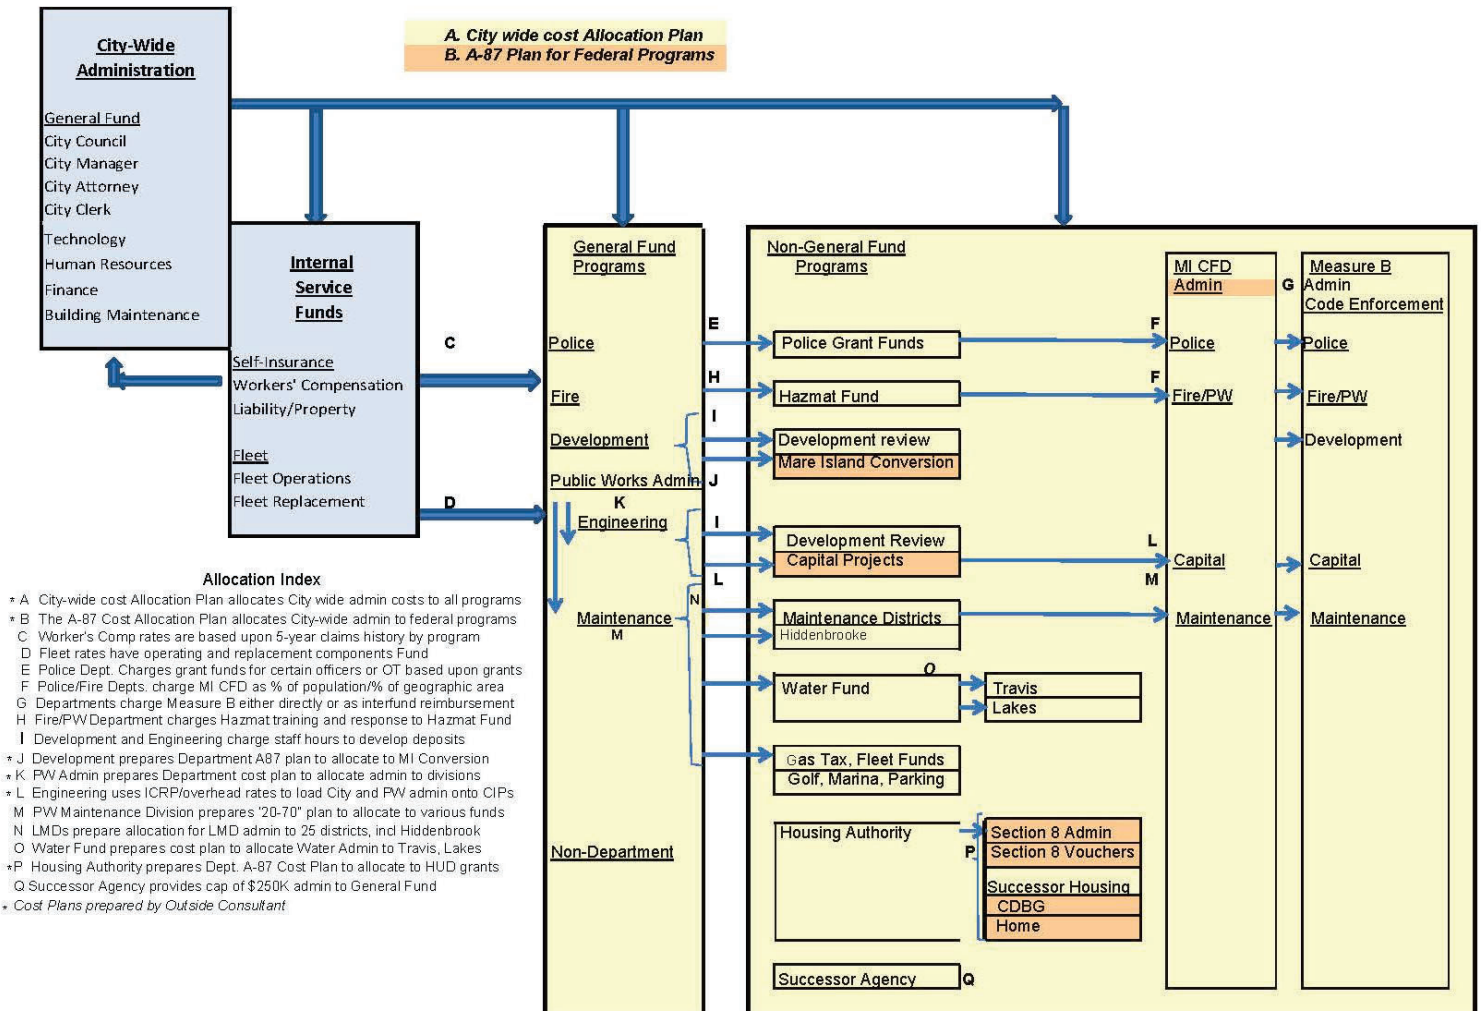 City-Wide
Administration
General Fund
City Council
City Manager
City Attorney
City Clerk
Technology
Human Resources
Finance
Building Maintenance
A. City wide cost Allocation Plan
B. A-87 Plan for Federal Programs
Internal
Service
Funds
Self-Insurance
Workers' Compensation
Liability/Property
Fleet
Fleet Operations
Fleet Replacement
C
D
General Fund
Programs
Police
Fire
Development
Public Works Admin
K
Engineering
Maintenance
M
Non-Department
E
H
I
J
I
L
N
Non-General Fund
Programs
Police Grant Funds
Hazmat Fund
Development review
Mare Island Conversion
Development Review
Capital Projects
Maintenance Districts
Hiddenbrooke
Water Fund
O
Travis
Lakes
Gas Tax, Fleet Funds
Golf, Marina, Parking
Housing Authority
P
Section 8 Admin
Section 8 Vouchers
Successor Housing
CDBG
Home
Successor Agency
Q
MI CFD
Admin
F
Police
F
Fire/PW
L
Capital
M
Maintenance
G
Measure B
Admin
Code Enforcement
Police
Fire/PW
Development
Capital
Maintenance
Allocation Index
* A City-wide cost Allocation Plan allocates City wide admin costs to all programs
* B The A-87 Cost Allocation Plan allocates City-wide admin to federal programs
C Worker's Comp rates are based upon 5-year claims history by program
D Fleet rates have operating and replacement components Fund
E Police Dept. Charges grant funds for certain officers or OT based upon grants
F Police/Fire Depts. charge MI CFD as % of population/% of geographic area
G Departments charge Measure B either directly or as interfund reimbursement
H Fire/PW Department charges Hazmat training and response to Hazmat Fund
I Development and Engineering charge staff hours to develop deposits
* J Development prepares Department A87 plan to allocate to MI Conversion
* K PW Admin prepares Department cost plan to allocate admin to divisions
* L Engineering uses ICRP/overhead rates to load City and PW admin onto CIPs
M PW Maintenance Division prepares '20-70" plan to allocate to various funds
N LMDs prepare allocation for LMD admin to 25 districts, incl Hiddenbrook
O Water Fund prepares cost plan to allocate Water Admin to Travis, Lakes
*P Housing Authority prepares Dept. A-87 Cost Plan to allocate to HUD grants
Q Successor Agency provides cap of $250K admin to General Fund
* Cost Plans prepared by Outside Consultant